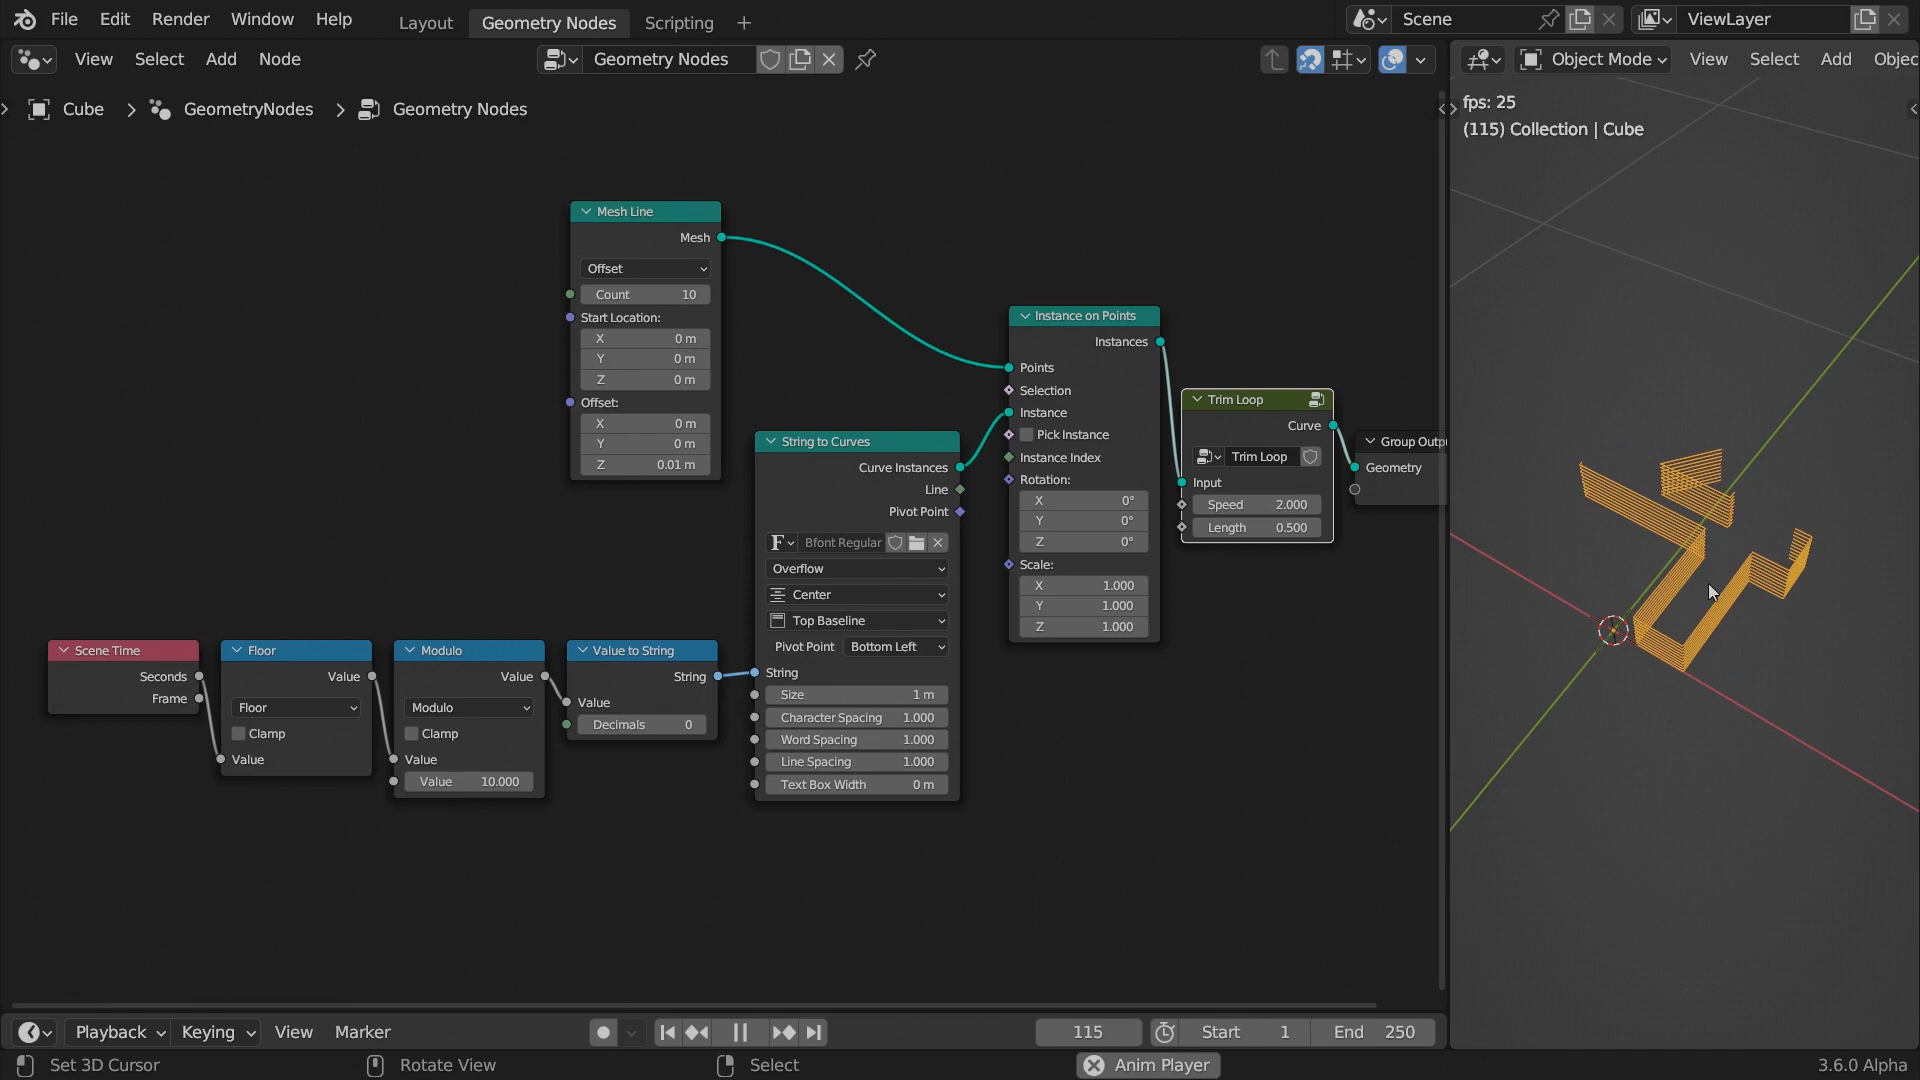 File Edit Render Window Help Layout Geometry Nodes Scripting + Scene ViewLayer
View Select Add Node Geometry Nodes Object Mode View Select Add Objec
Cube GeometryNodes Geometry Nodes
fps: 25
(115) Collection | Cube
Mesh Line
Mesh
Offset
Count 10
Start Location:
X 0 m
Y 0 m
Z 0 m
Offset:
X 0 m
Y 0 m
Z 0.01 m
Instance on Points
Instances
Points
Selection
Instance
Pick Instance
Instance Index
Rotation:
X 0°
Y 0°
Z 0°
Scale:
X 1.000
Y 1.000
Z 1.000
Trim Loop
Curve
Trim Loop
Input
Speed 2.000
Length 0.500
Group Outp
Geometry
String to Curves
Curve Instances
Line
Pivot Point
F Bfont Regular
Overflow
Center
Top Baseline
Pivot Point Bottom Left
String
Size 1 m
Character Spacing 1.000
Word Spacing 1.000
Line Spacing 1.000
Text Box Width 0 m
Scene Time
Seconds
Frame
Floor
Value
Floor
Clamp
Value
Modulo
Value
Modulo
Clamp
Value
Value 10.000
Value to String
String
Value
Decimals 0
Playback Keying View Marker 115 Start 1 End 250
Set 3D Cursor Rotate View Select Anim Player 3.6.0 Alpha